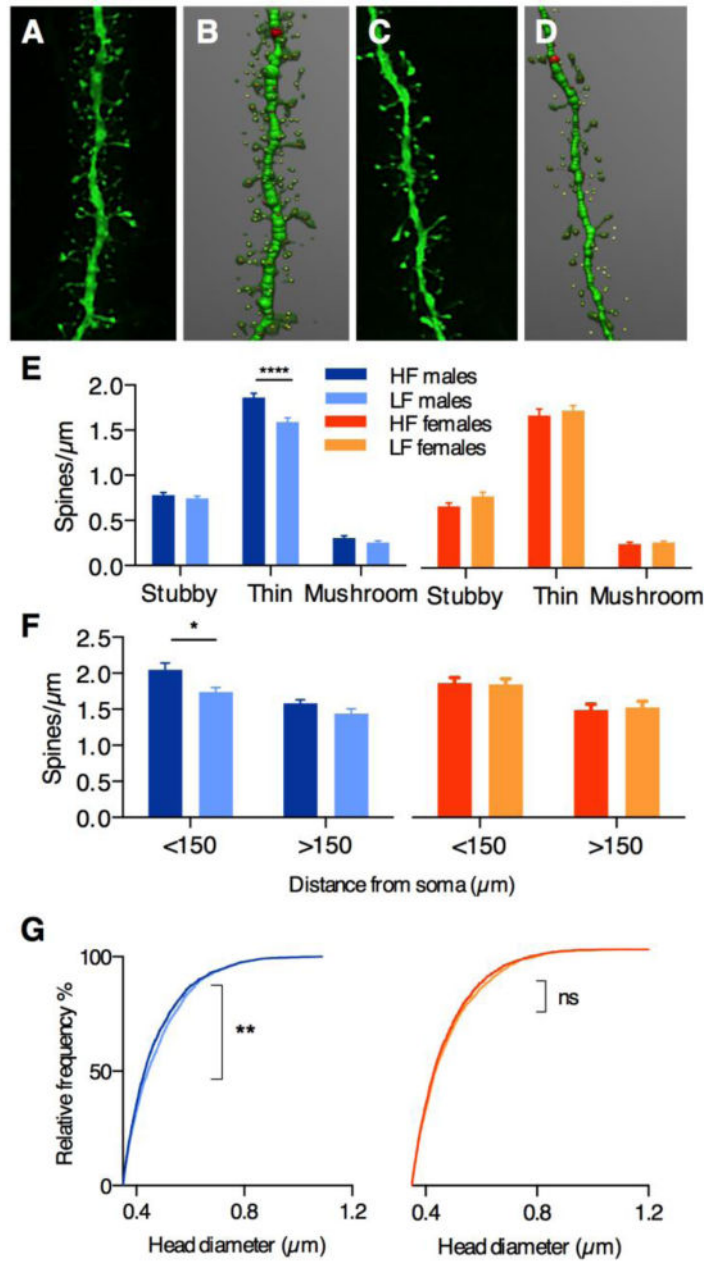 A B C D
E
2.0
1.5
1.0
0.5
0.0
Spines/µm
****
HF males
LF males
HF females
LF females
Stubby Thin Mushroom Stubby Thin Mushroom
F
2.5
2.0
1.5
1.0
0.5
0.0
Spines/µm
*
<150 >150 <150 >150
Distance from soma (µm)
G
100
50
0
Relative frequency %
**
ns
0.4 0.8 1.2 0.4 0.8 1.2
Head diameter (µm) Head diameter (µm)